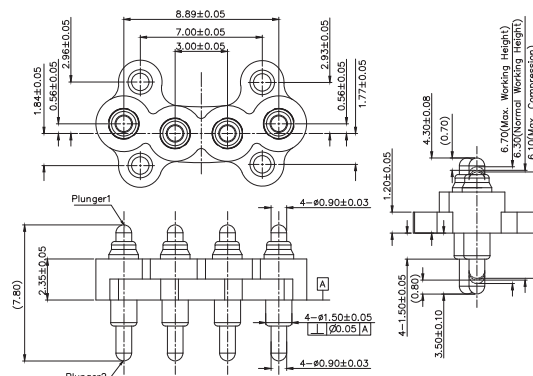 8.89±0.05
7.00±0.05
3.00±0.05
2.96±0.05
1.84±0.05
0.56±0.05
2.93±0.05
0.56±0.05
1.77±0.05
4.30±0.08
(0.70)
6.70(Max. Working Height)
6.30(Normal Working Height)
6.10(Max. Compression)
1.20±0.05
Plunger1
4-ø0.90±0.03
(7.80)
2.35±0.05
A
4-ø1.50±0.05
⊥ Ø0.05 A
4-ø0.90±0.03
4-1.50±0.05
(0.80)
3.50±0.10